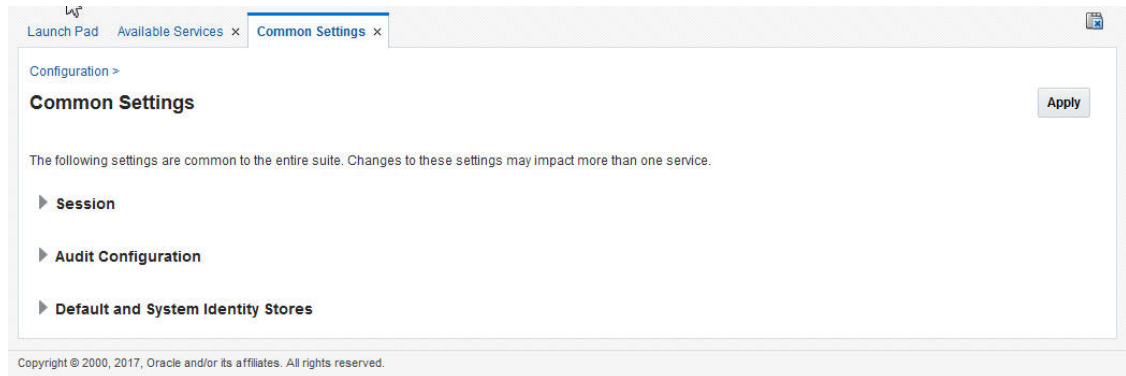 Launch Pad Available Services × Common Settings ×
Configuration >
Common Settings
Apply
The following settings are common to the entire suite. Changes to these settings may impact more than one service.
Session
Audit Configuration
Default and System Identity Stores
Copyright © 2000, 2017, Oracle and/or its affiliates. All rights reserved.